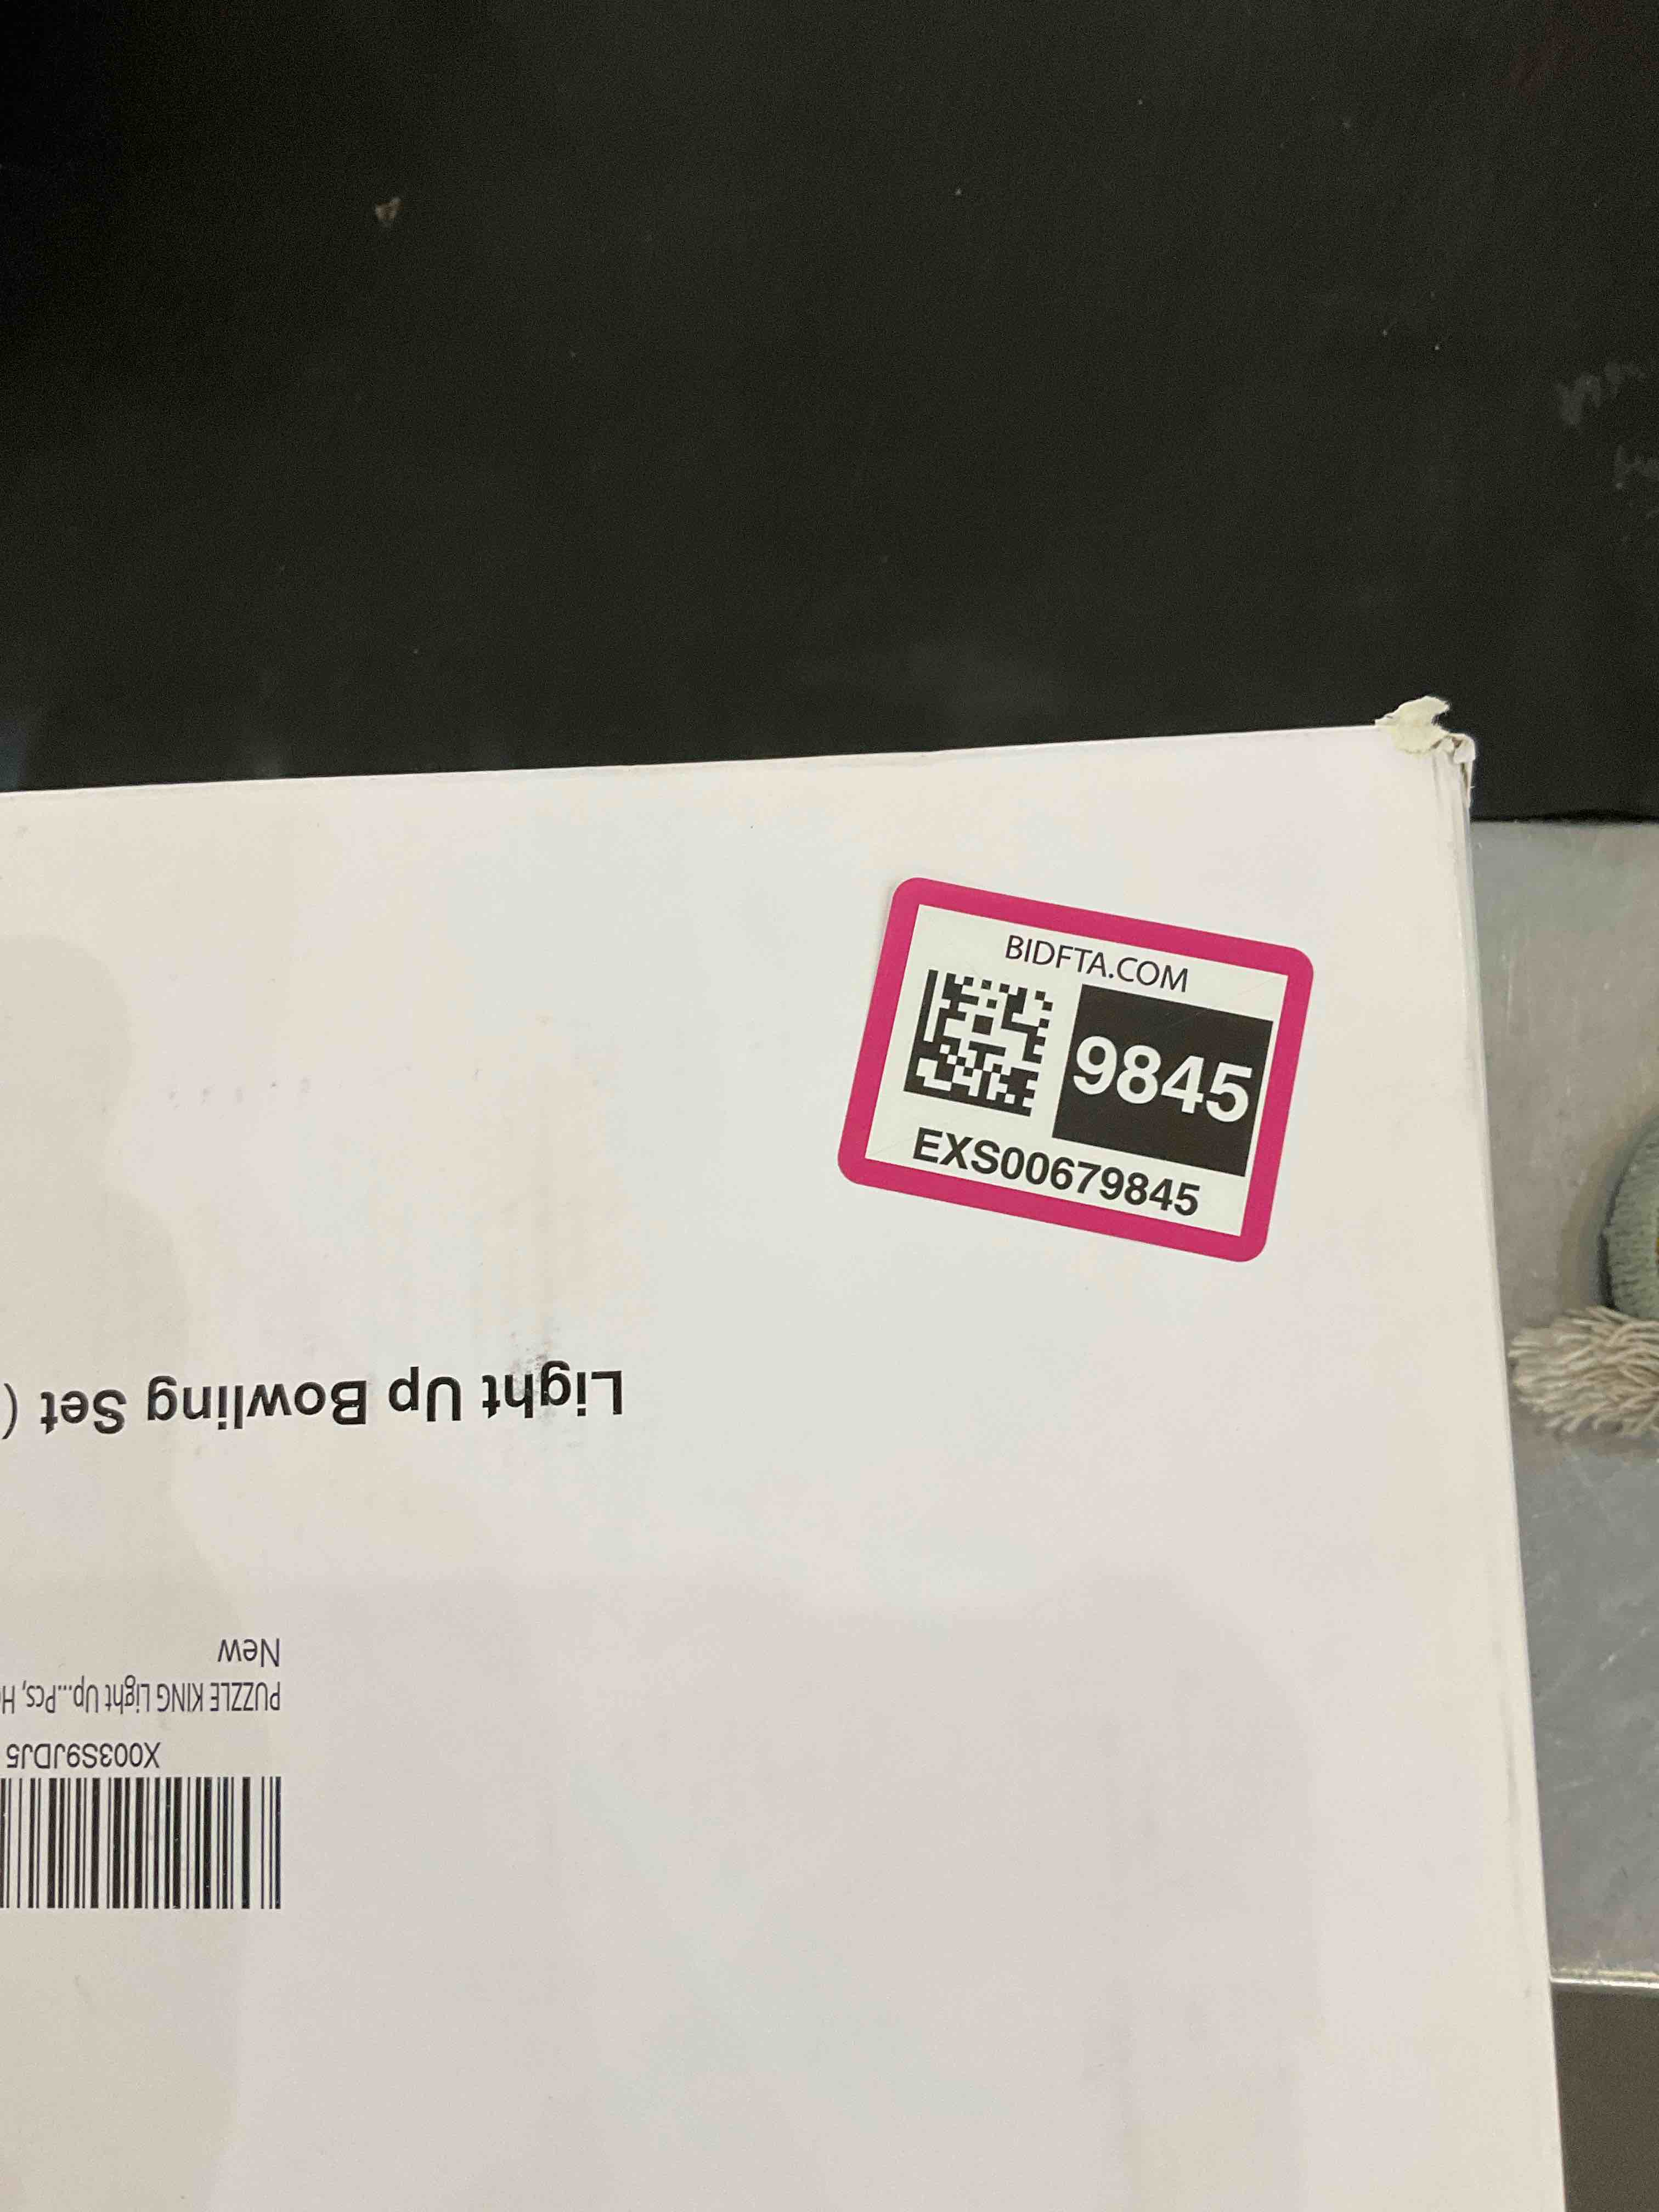 BIDFTA.COM
9845
EXS00679845
Light Up Bowling Set (
X003S9JDJ5
PUZZLE KING Light Up...Pcs, H
New